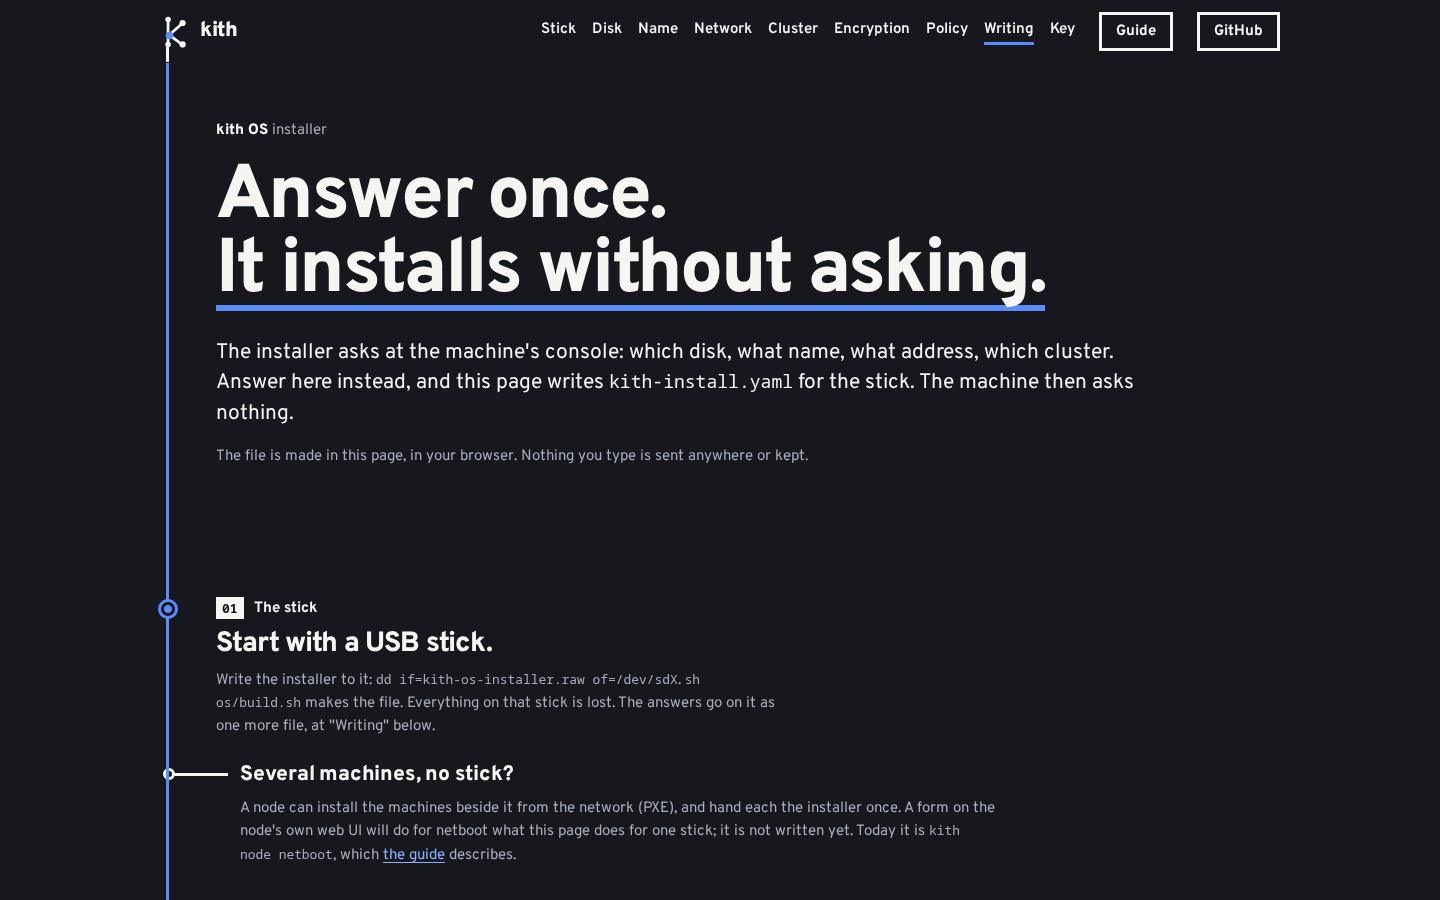 kith
Stick Disk Name Network Cluster Encryption Policy Writing Key Guide GitHub
kith OS installer
Answer once.
It installs without asking.
The installer asks at the machine's console: which disk, what name, what address, which cluster.
Answer here instead, and this page writes kith-install.yaml for the stick. The machine then asks
nothing.
The file is made in this page, in your browser. Nothing you type is sent anywhere or kept.
01 The stick
Start with a USB stick.
Write the installer to it: dd if=kith-os-installer.raw of=/dev/sdX. sh
os/build.sh makes the file. Everything on that stick is lost. The answers go on it as
one more file, at "Writing" below.
Several machines, no stick?
A node can install the machines beside it from the network (PXE), and hand each the installer once. A form on the
node's own web UI will do for netboot what this page does for one stick; it is not written yet. Today it is kith
node netboot, which the guide describes.